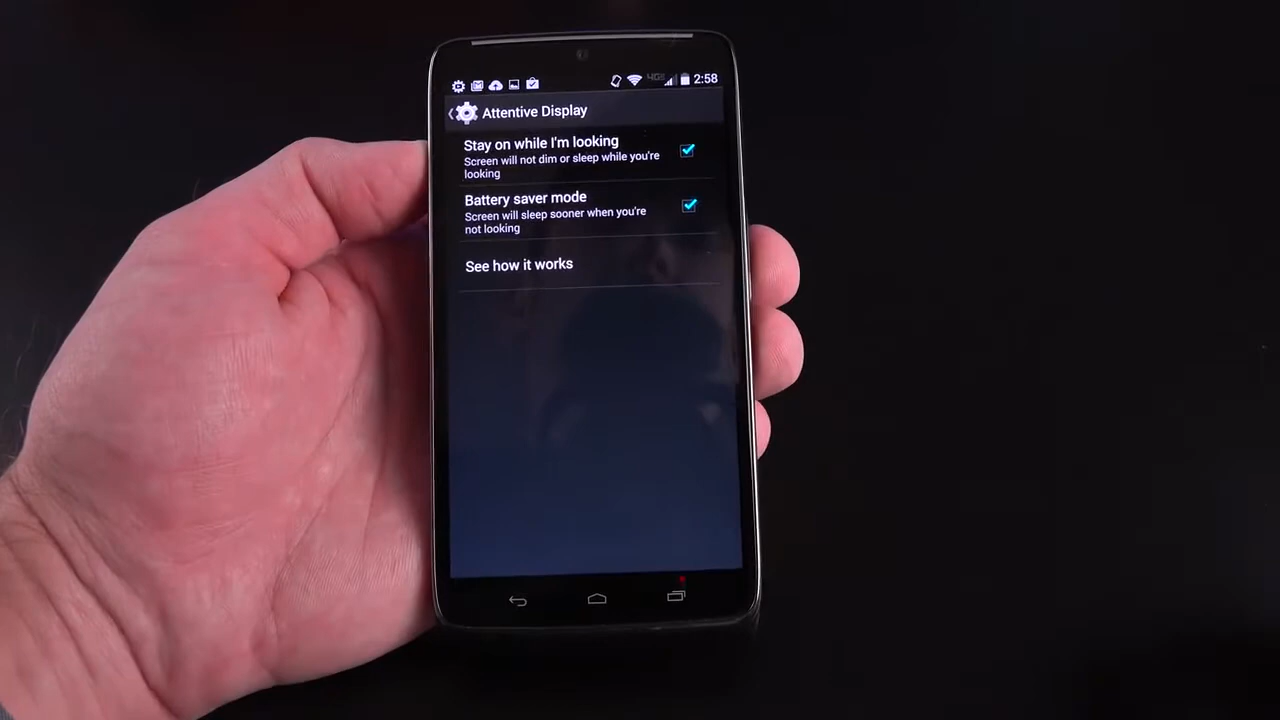 4G 2:58
Attentive Display
Stay on while I'm looking
Screen will not dim or sleep while you're
looking
Battery saver mode
Screen will sleep sooner when you're
not looking
See how it works